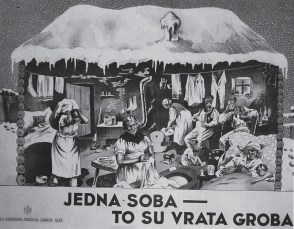 JEDNA SOBA —
TO SU VRATA GROBA